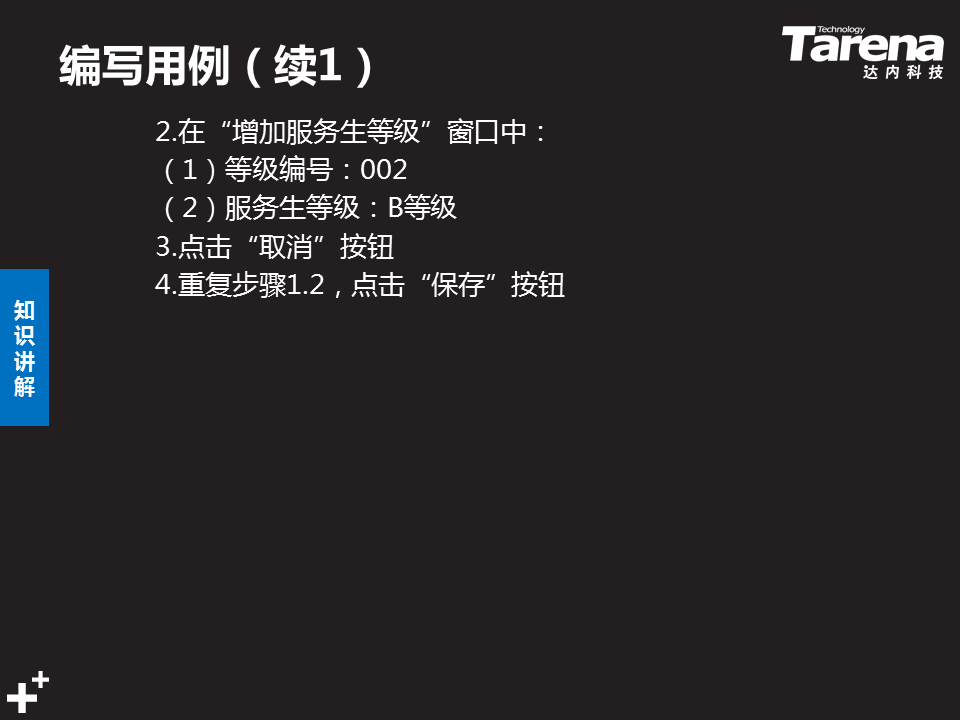 编写用例（续1）
Technology
Tarena
达内科技
2.在“增加服务生等级”窗口中：
（1）等级编号：002
（2）服务生等级：B等级
3.点击“取消”按钮
4.重复步骤1.2，点击“保存”按钮
知
识
讲
解